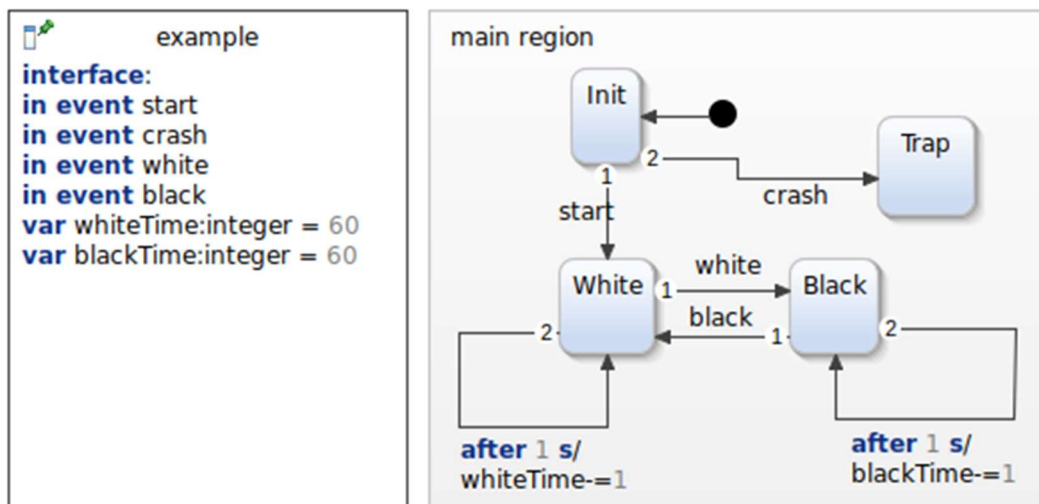 example
interface:
in event start
in event crash
in event white
in event black
var whiteTime:integer = 60
var blackTime:integer = 60
main region
Init
Trap
2
1
crash
start
White
white
Black
1
2
black
1
2
after 1 s/
whiteTime-=1
after 1 s/
blackTime-=1